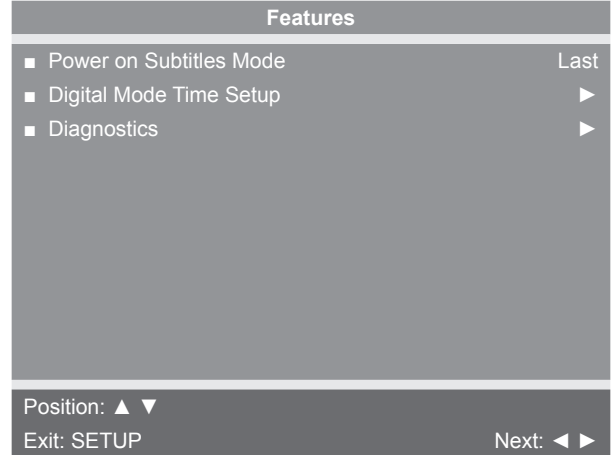 Features
■ Power on Subtitles Mode Last
■ Digital Mode Time Setup ►
■ Diagnostics ►
Position: ▲ ▼
Exit: SETUP Next: ◄ ►